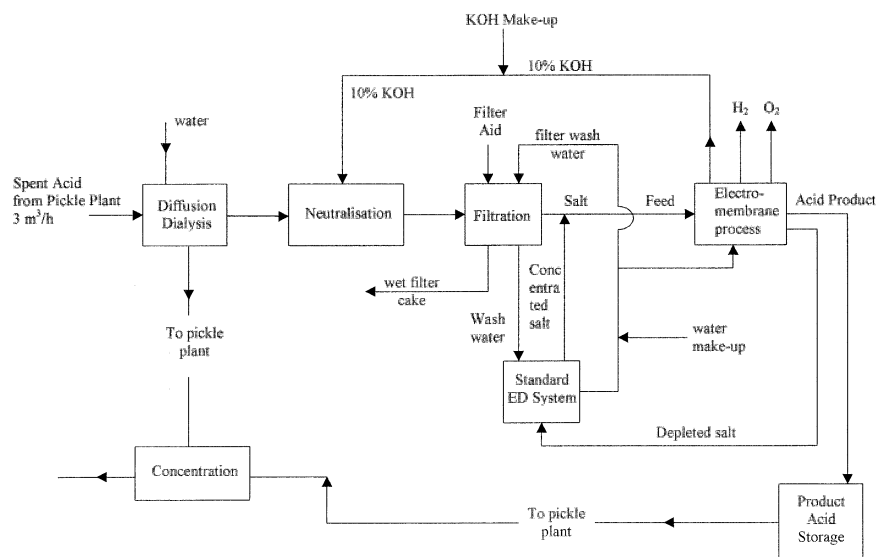 KOH Make-up
10% KOH
10% KOH
H2
O2
water
Filter
Aid
filter wash
water
Spent Acid
from Pickle Plant
3 m³/h
Diffusion
Dialysis
Neutralisation
Filtration
Salt
Feed
Electro-
membrane
process
Acid Product
wet filter
cake
Conc
entra
ted
salt
Wash
water
To pickle
plant
water
make-up
Standard
ED System
Depleted salt
Concentration
To pickle
plant
Product
Acid
Storage